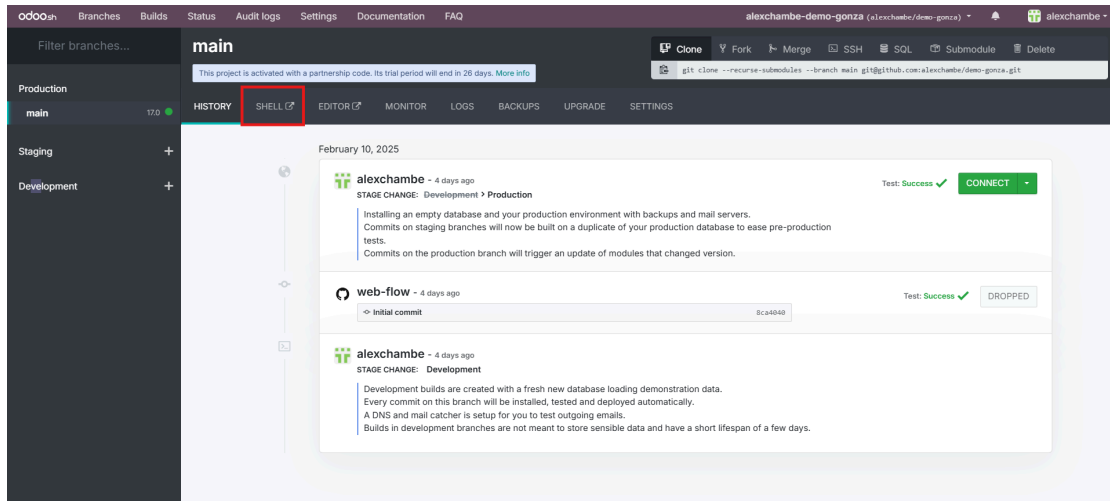 odoo.sh Branches Builds Status Audit logs Settings Documentation FAQ alexchambe-demo-gonza (alexchambe/demo-gonza) alexchambe
Filter branches...
main
Clone Fork Merge SSH SQL Submodule Delete
This project is activated with a partnership code. Its trial period will end in 26 days. More info
git clone --recurse-submodules --branch main git@github.com:alexchambe/demo-gonza.git
Production
main 17.0
HISTORY SHELL EDITOR MONITOR LOGS BACKUPS UPGRADE SETTINGS
Staging +
Development +
February 10, 2025
alexchambe - 4 days ago
STAGE CHANGE: Development > Production
Test: Success CONNECT
Installing an empty database and your production environment with backups and mail servers.
Commits on staging branches will now be built on a duplicate of your production database to ease pre-production
tests.
Commits on the production branch will trigger an update of modules that changed version.
web-flow - 4 days ago
Test: Success DROPPED
Initial commit 8ca4040
alexchambe - 4 days ago
STAGE CHANGE: Development
Development builds are created with a fresh new database loading demonstration data.
Every commit on this branch will be installed, tested and deployed automatically.
A DNS and mail catcher is setup for you to test outgoing emails.
Builds in development branches are not meant to store sensible data and have a short lifespan of a few days.